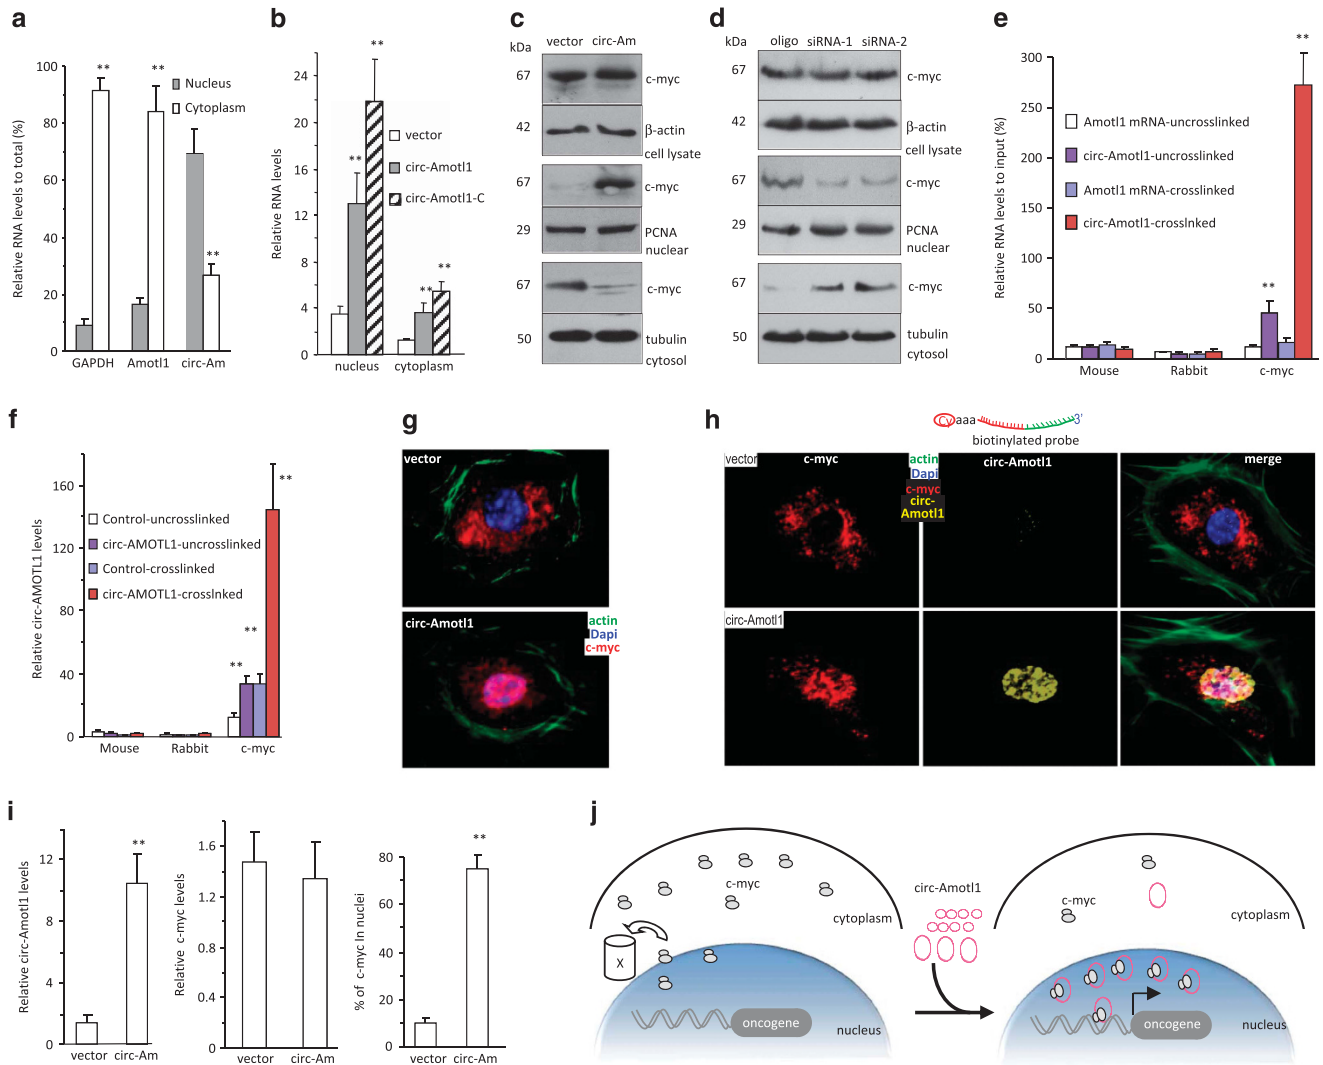 a
Relative RNA levels to total (%)
100
80
60
40
20
0
** ** **
Nucleus
Cytoplasm
GAPDH Amotl1 circ-Am
b
Relative RNA levels
24
20
16
12
8
4
0
**
**
**
**
vector
circ-Amotl1
circ-Amotl1-C
nucleus cytoplasm
c
kDa vector circ-Am
67 c-myc
42 β-actin
cell lysate
67 c-myc
29 PCNA
nuclear
67 c-myc
50 tubulin
cytosol
d
kDa oligo siRNA-1 siRNA-2
67 c-myc
42 β-actin
cell lysate
67 c-myc
29 PCNA
nuclear
67 c-myc
50 tubulin
cytosol
e
Relative RNA levels to input (%)
300
250
200
150
100
50
0
**
**
Amotl1 mRNA-uncrosslinked
circ-Amotl1-uncrosslinked
Amotl1 mRNA-crosslinked
circ-Amotl1-crosslnked
Mouse Rabbit c-myc
f
Relative circ-AMOTL1 levels
160
120
80
40
0
**
**
**
Control-uncrosslinked
circ-AMOTL1-uncrosslinked
Control-crosslinked
circ-AMOTL1-crosslnked
Mouse Rabbit c-myc
g
vector
circ-Amotl1
actin
Dapi
c-myc
h
Cy aaa 3'
biotinylated probe
vector c-myc
actin
Dapi
c-myc
circ-
Amotl1
circ-Amotl1
merge
circ-Amotl1
i
Relative circ-Amotl1 levels
12
8
4
0
**
vector circ-Am
Relative c-myc levels
2
1.6
1.2
0.8
0.4
0
vector circ-Am
% of c-myc In nuclei
80
60
40
20
0
**
vector circ-Am
j
c-myc
cytoplasm
X
oncogene
nucleus
circ-Amotl1
c-myc
cytoplasm
oncogene
nucleus